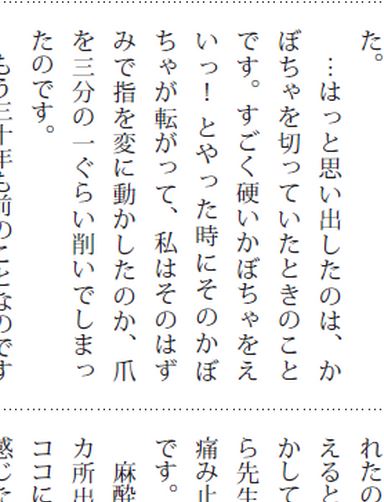 た。
…はっと思い出したのは、か
ぼちゃを切っていたときのこと
です。すごく硬いかぼちゃをえ
いっ！とやった時にそのかぼ
ちゃが転がって、私はそのはず
みで指を変に動かしたのか、爪
を三分の一ぐらい削いでしまっ
たのです。
もう三十年も前のことなのです
れたの
えると
かして
ら先生
痛み止
です。
麻酔
カ所出
ココに
感じた